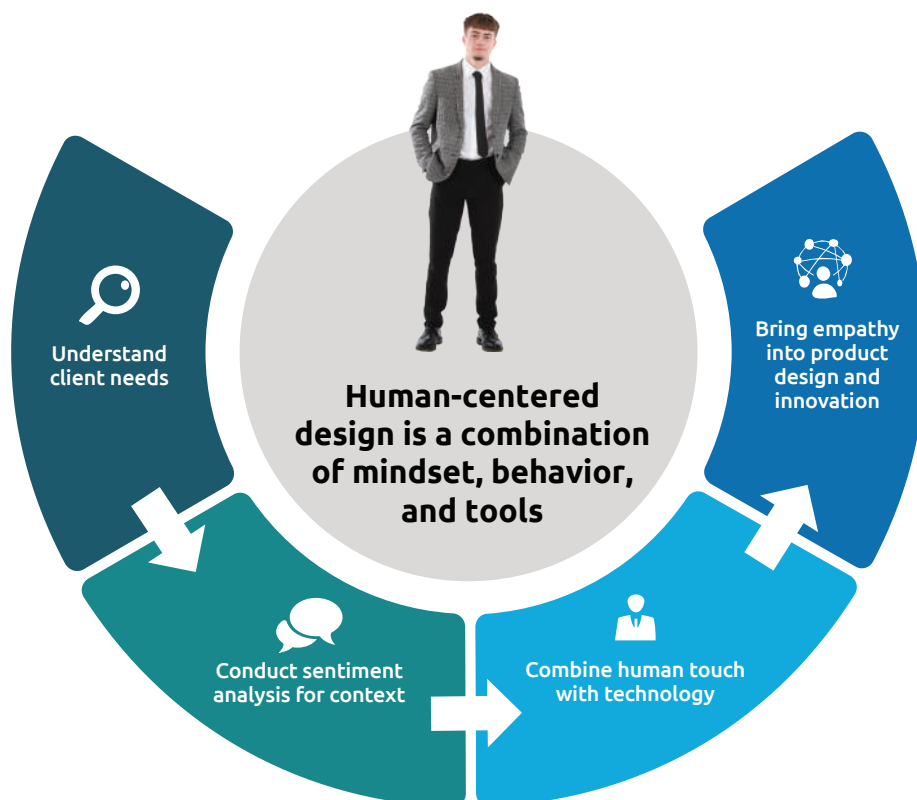 Understand
client needs
Conduct sentiment
analysis for context
Combine human touch
with technology
Bring empathy
into product
design and
innovation
Human-centered
design is a combination
of mindset, behavior,
and tools